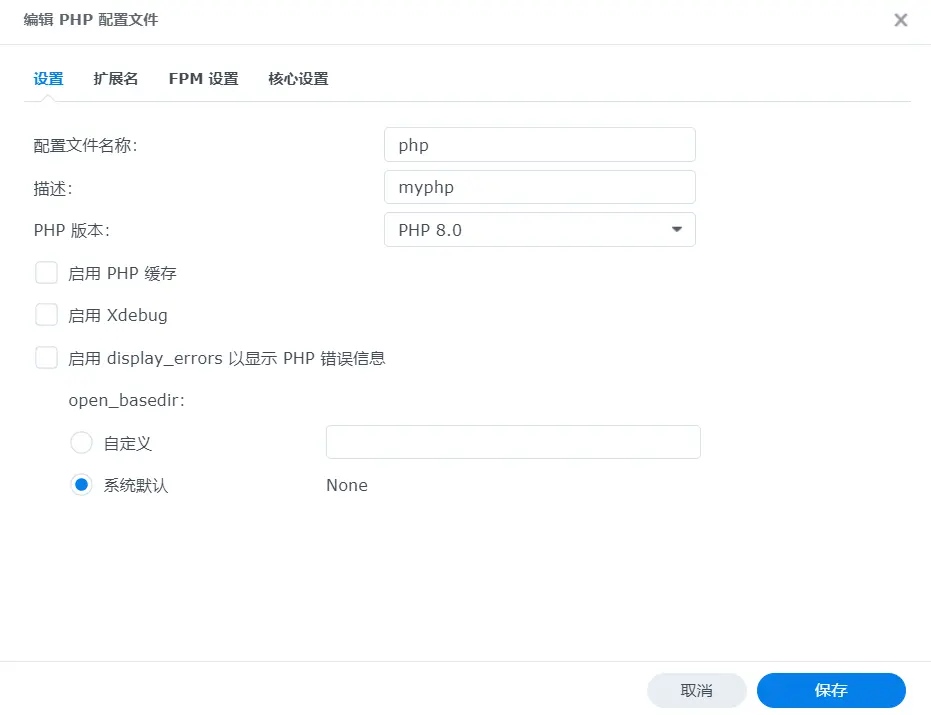 编辑 PHP 配置文件
设置 扩展名 FPM 设置 核心设置
配置文件名称: php
描述: myphp
PHP 版本: PHP 8.0
启用 PHP 缓存
启用 Xdebug
启用 display_errors 以显示 PHP 错误信息
open_basedir:
自定义
系统默认 None
取消 保存